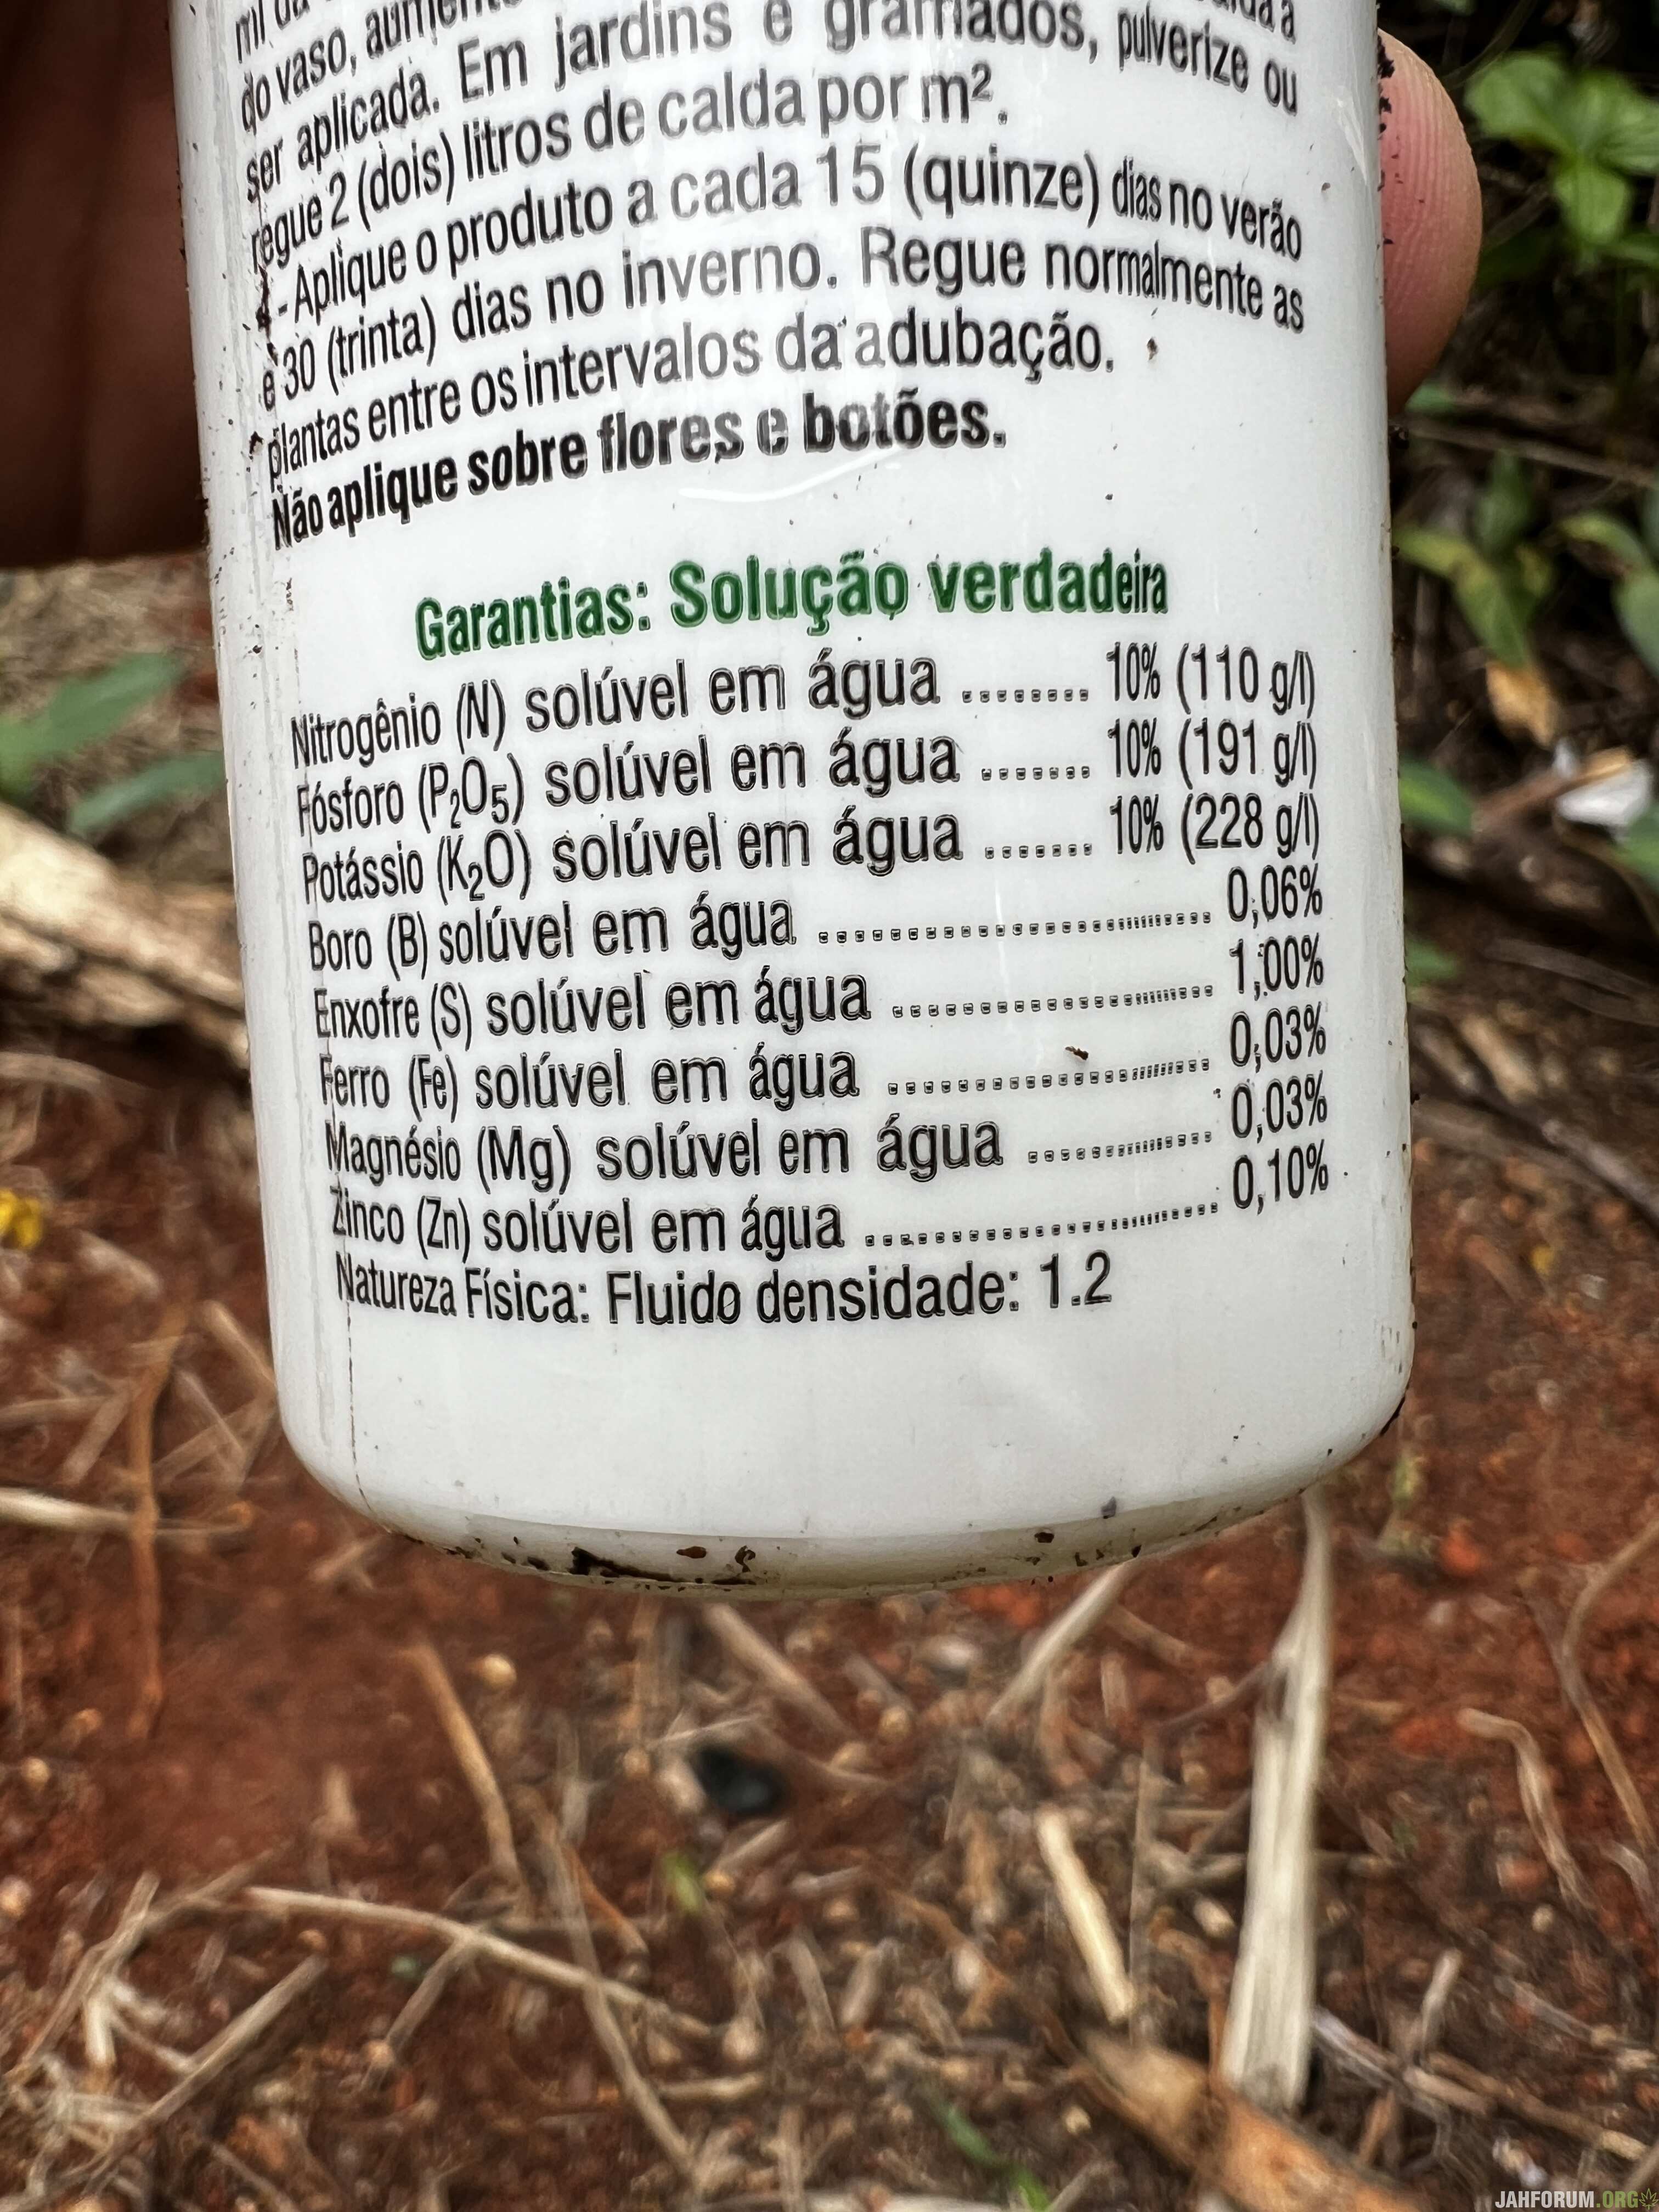 do vaso,
ser aplicada. Em jardins e gramados, pulverize ou
regue 2 (dois) litros de calda por m².
- Aplique o produto a cada 15 (quinze) dias no verão
e 30 (trinta) dias no inverno. Regue normalmente as
plantas entre os intervalos da adubação.
Não aplique sobre flores e botões.
Garantias: Solução verdadeira
Nitrogênio (N) solúvel em água ........ 10% (110 g/l)
Fósforo (P₂O₅) solúvel em água ....... 10% (191 g/l)
Potássio (K₂O) solúvel em água ....... 10% (228 g/l)
Boro (B) solúvel em água ........................... 0,06%
Enxofre (S) solúvel em água ....................... 1,00%
Ferro (Fe) solúvel em água ....................... 0,03%
Magnésio (Mg) solúvel em água ............... 0,03%
Zinco (Zn) solúvel em água ......................... 0,10%
Natureza Física: Fluido densidade: 1.2
JAHFORUM.ORG